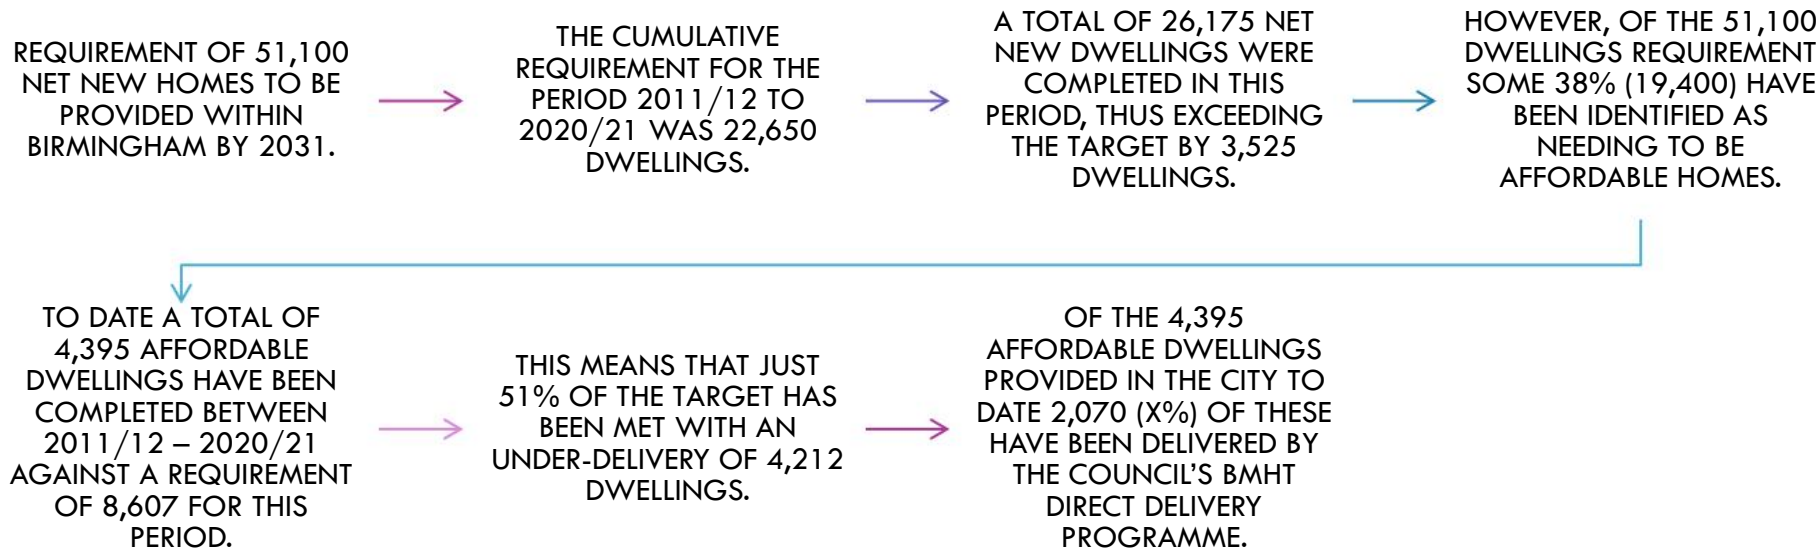 REQUIREMENT OF 51,100
NET NEW HOMES TO BE
PROVIDED WITHIN
BIRMINGHAM BY 2031.
THE CUMULATIVE
REQUIREMENT FOR THE
PERIOD 2011/12 TO
2020/21 WAS 22,650
DWELLINGS.
A TOTAL OF 26,175 NET
NEW DWELLINGS WERE
COMPLETED IN THIS
PERIOD, THUS EXCEEDING
THE TARGET BY 3,525
DWELLINGS.
HOWEVER, OF THE 51,100
DWELLINGS REQUIREMENT
SOME 38% (19,400) HAVE
BEEN IDENTIFIED AS
NEEDING TO BE
AFFORDABLE HOMES.
TO DATE A TOTAL OF
4,395 AFFORDABLE
DWELLINGS HAVE BEEN
COMPLETED BETWEEN
2011/12 – 2020/21
AGAINST A REQUIREMENT
OF 8,607 FOR THIS
PERIOD.
THIS MEANS THAT JUST
51% OF THE TARGET HAS
BEEN MET WITH AN
UNDER-DELIVERY OF 4,212
DWELLINGS.
OF THE 4,395
AFFORDABLE DWELLINGS
PROVIDED IN THE CITY TO
DATE 2,070 (X%) OF THESE
HAVE BEEN DELIVERED BY
THE COUNCIL’S BMHT
DIRECT DELIVERY
PROGRAMME.